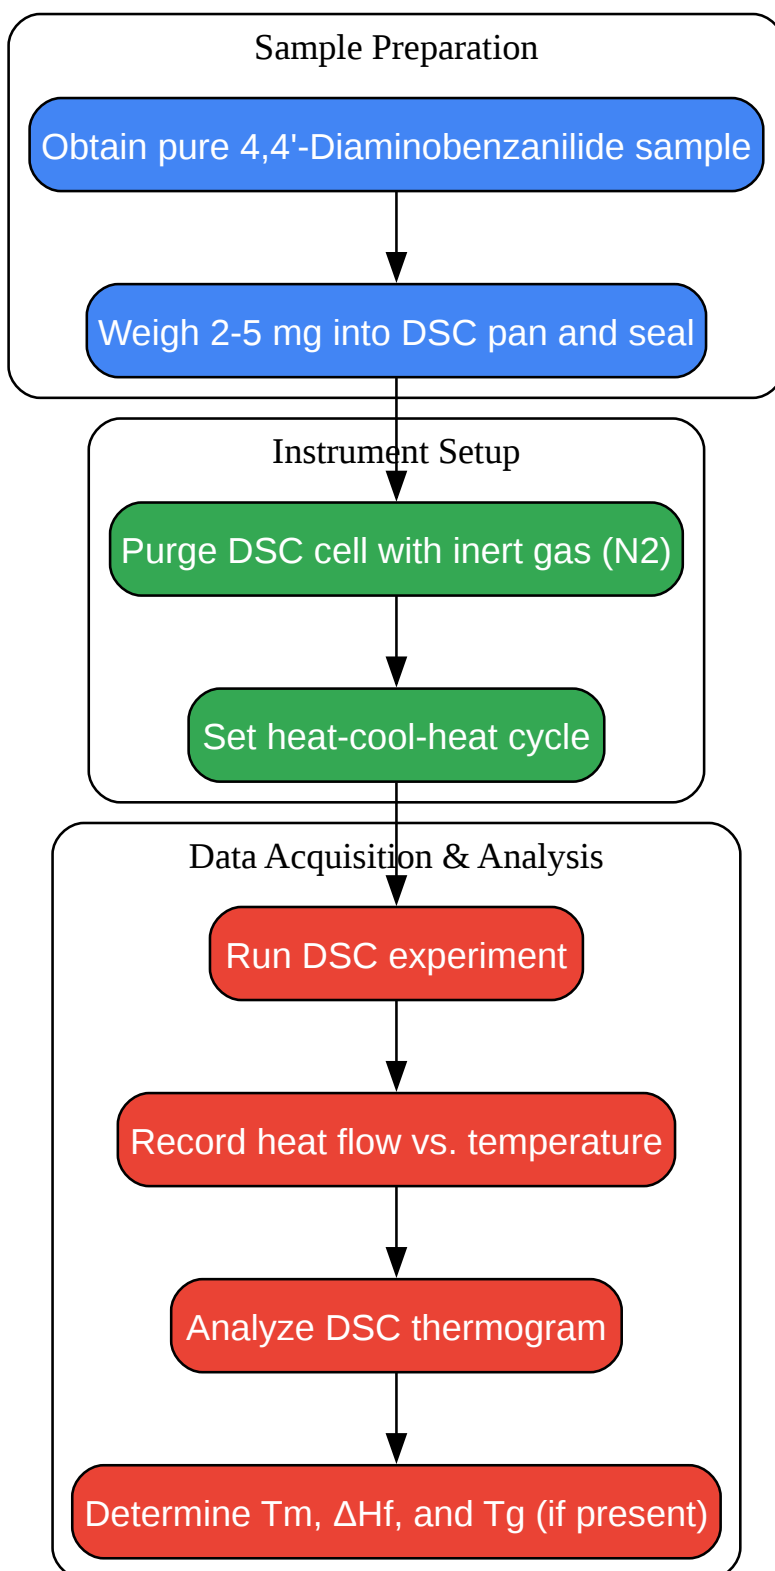 Sample Preparation
Obtain pure 4,4'-Diaminobenzanilide sample
Weigh 2-5 mg into DSC pan and seal
Instrument Setup
Purge DSC cell with inert gas (N2)
Set heat-cool-heat cycle
Data Acquisition & Analysis
Run DSC experiment
Record heat flow vs. temperature
Analyze DSC thermogram
Determine Tm, ΔHf, and Tg (if present)